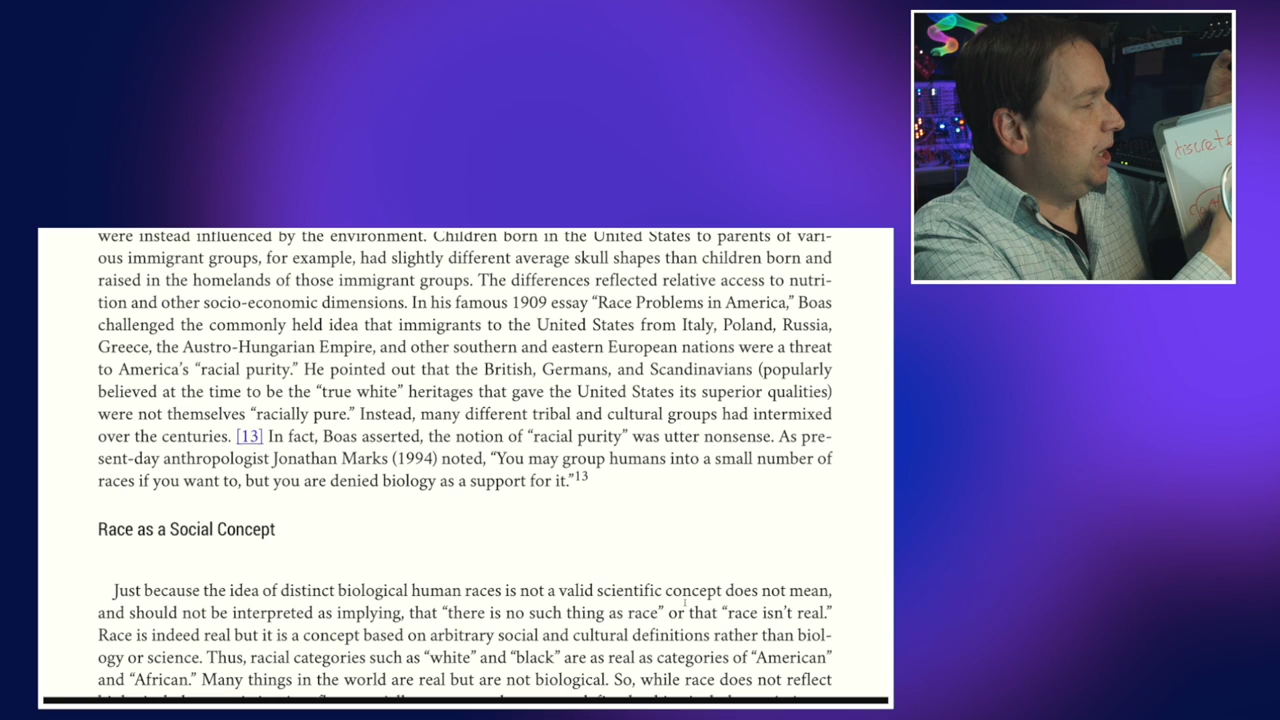 were instead influenced by the environment. Children born in the United States to parents of vari-
ous immigrant groups, for example, had slightly different average skull shapes than children born and
raised in the homelands of those immigrant groups. The differences reflected relative access to nutri-
tion and other socio-economic dimensions. In his famous 1909 essay “Race Problems in America,” Boas
challenged the commonly held idea that immigrants to the United States from Italy, Poland, Russia,
Greece, the Austro-Hungarian Empire, and other southern and eastern European nations were a threat
to America’s “racial purity.” He pointed out that the British, Germans, and Scandinavians (popularly
believed at the time to be the “true white” heritages that gave the United States its superior qualities)
were not themselves “racially pure.” Instead, many different tribal and cultural groups had intermixed
over the centuries. [13] In fact, Boas asserted, the notion of “racial purity” was utter nonsense. As pre-
sent-day anthropologist Jonathan Marks (1994) noted, “You may group humans into a small number of
races if you want to, but you are denied biology as a support for it.”13
Race as a Social Concept
Just because the idea of distinct biological human races is not a valid scientific concept does not mean,
and should not be interpreted as implying, that “there is no such thing as race” or that “race isn’t real.”
Race is indeed real but it is a concept based on arbitrary social and cultural definitions rather than biol-
ogy or science. Thus, racial categories such as “white” and “black” are as real as categories of “American”
and “African.” Many things in the world are real but are not biological. So, while race does not reflect
discrete